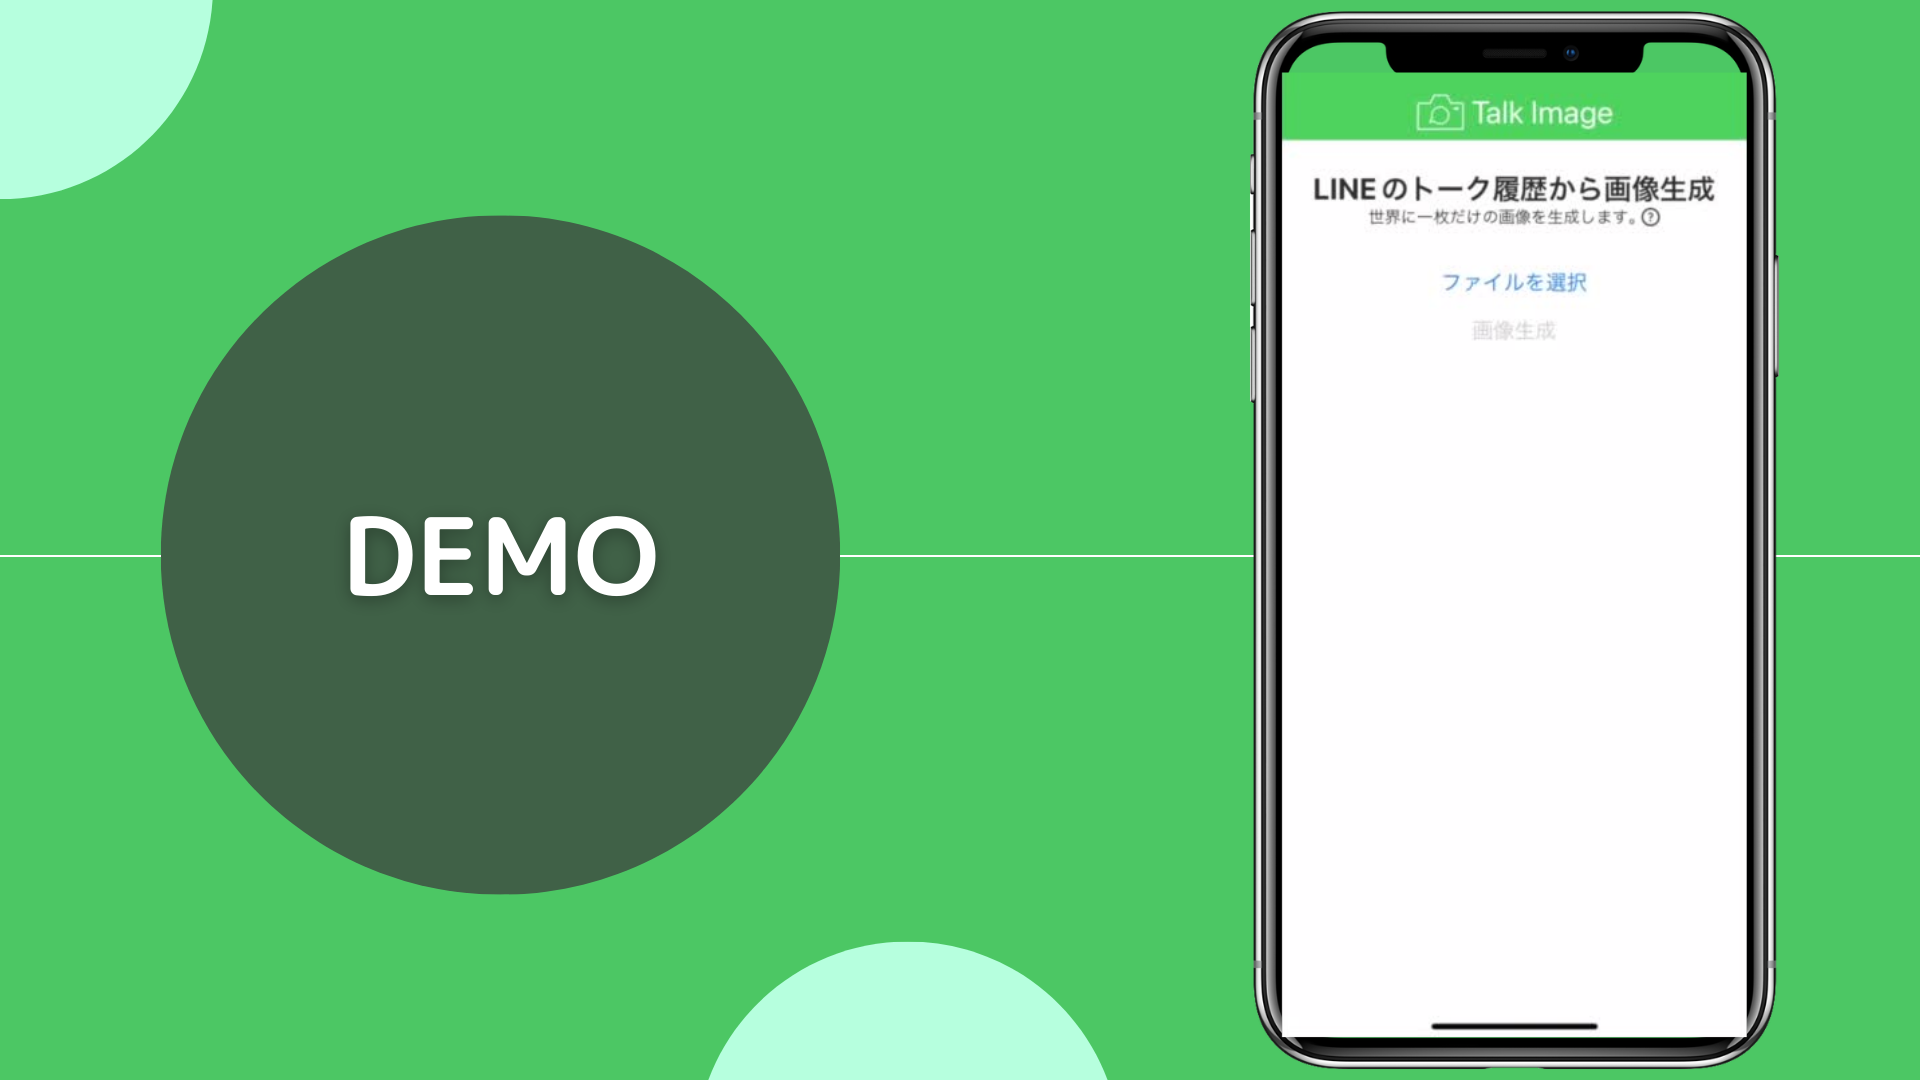 DEMO
Talk Image
LINEのトーク履歴から画像生成
世界に一枚だけの画像を生成します。?
ファイルを選択
画像生成